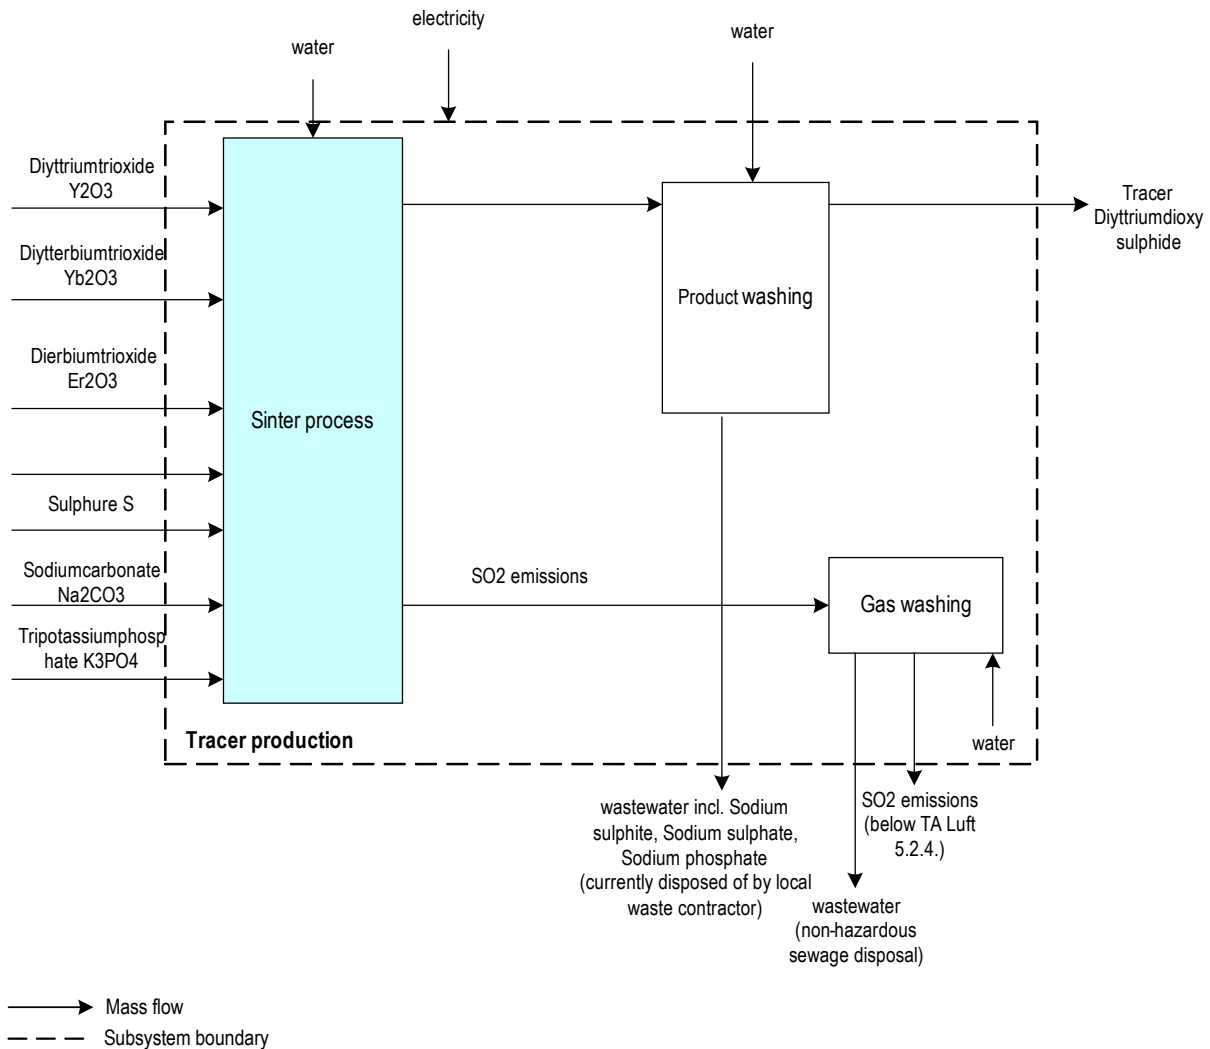 electricity
water
water
Diyttriumtrioxide
Y2O3
Tracer
Diyttriumdioxy
sulphide
Diytterbiumtrioxide
Yb2O3
Product washing
Dierbiumtrioxide
Er2O3
Sinter process
Sulphure S
Sodiumcarbonate
Na2CO3
SO2 emissions
Gas washing
Tripotassiumphosp
hate K3PO4
Tracer production
water
wastewater incl. Sodium
sulphite, Sodium sulphate,
Sodium phosphate
(currently disposed of by local
waste contractor)
SO2 emissions
(below TA Luft
5.2.4.)
wastewater
(non-hazardous
sewage disposal)
Mass flow
Subsystem boundary